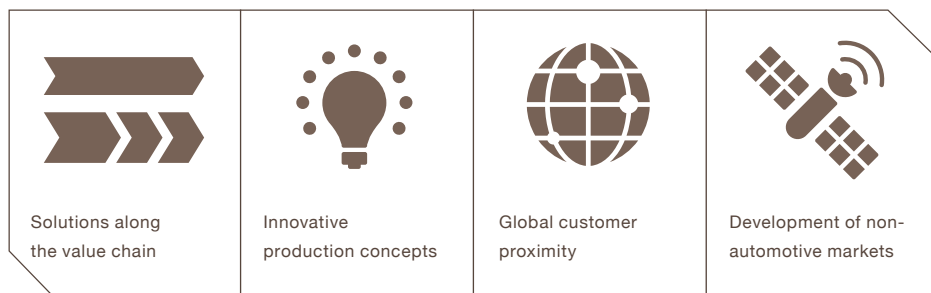 Solutions along
the value chain
Innovative
production concepts
Global customer
proximity
Development of non-
automotive markets